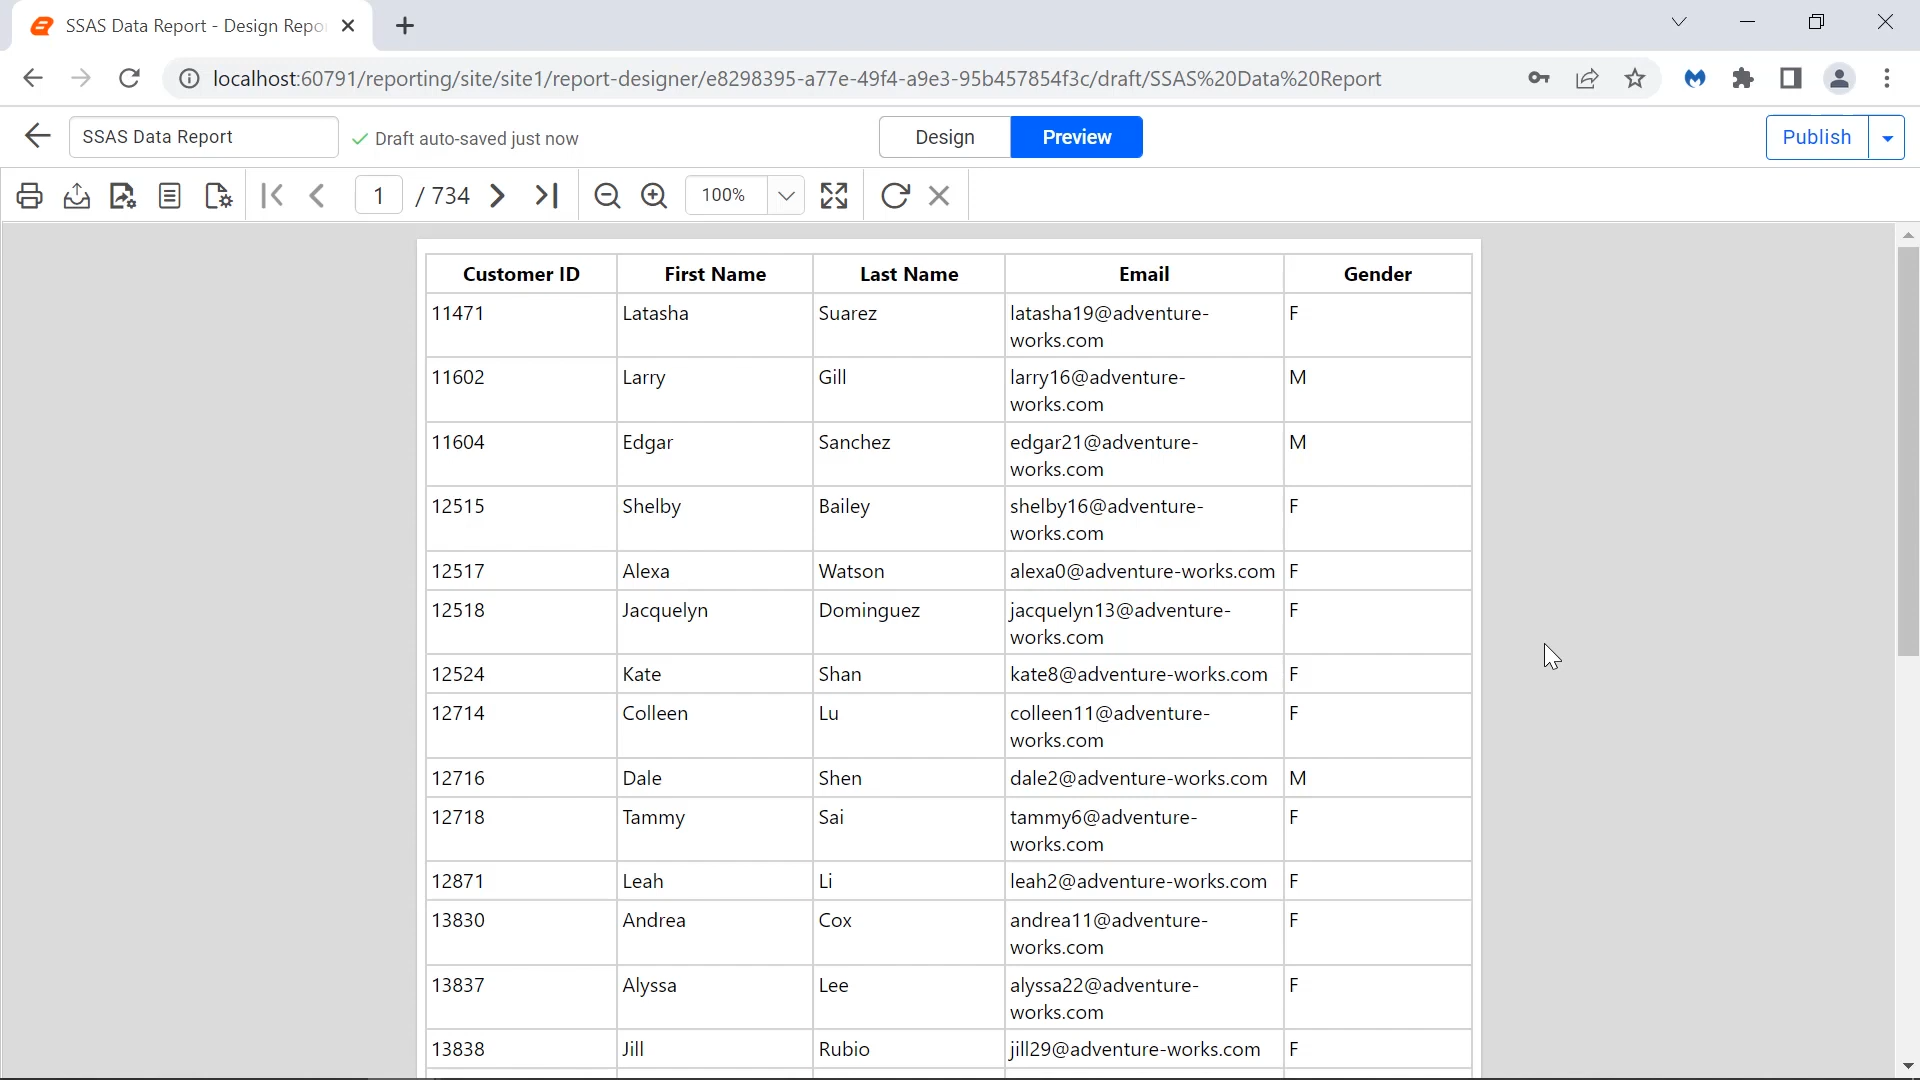 SSAS Data Report - Design Repo
localhost:60791/reporting/site/site1/report-designer/e8298395-a77e-49f4-a9e3-95b457854f3c/draft/SSAS%20Data%20Report
SSAS Data Report
Draft auto-saved just now
Design
Preview
Publish
1 / 734
100%
Customer ID First Name Last Name Email Gender
11471 Latasha Suarez latasha19@adventure- F
works.com
11602 Larry Gill larry16@adventure- M
works.com
11604 Edgar Sanchez edgar21@adventure- M
works.com
12515 Shelby Bailey shelby16@adventure- F
works.com
12517 Alexa Watson alexa0@adventure-works.com F
12518 Jacquelyn Dominguez jacquelyn13@adventure- F
works.com
12524 Kate Shan kate8@adventure-works.com F
12714 Colleen Lu colleen11@adventure- F
works.com
12716 Dale Shen dale2@adventure-works.com M
12718 Tammy Sai tammy6@adventure- F
works.com
12871 Leah Li leah2@adventure-works.com F
13830 Andrea Cox andrea11@adventure- F
works.com
13837 Alyssa Lee alyssa22@adventure- F
works.com
13838 Jill Rubio jill29@adventure-works.com F